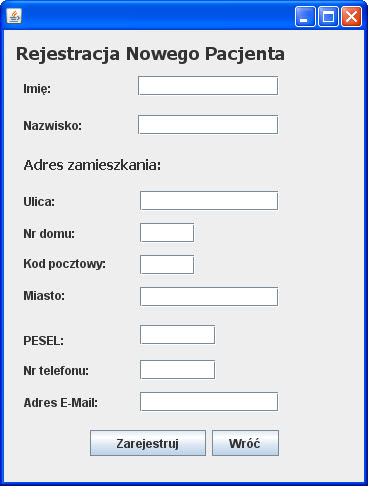 Rejestracja Nowego Pacjenta
Imię:
Nazwisko:
Adres zamieszkania:
Ulica:
Nr domu:
Kod pocztowy:
Miasto:
PESEL:
Nr telefonu:
Adres E-Mail:
Zarejestruj Wróć